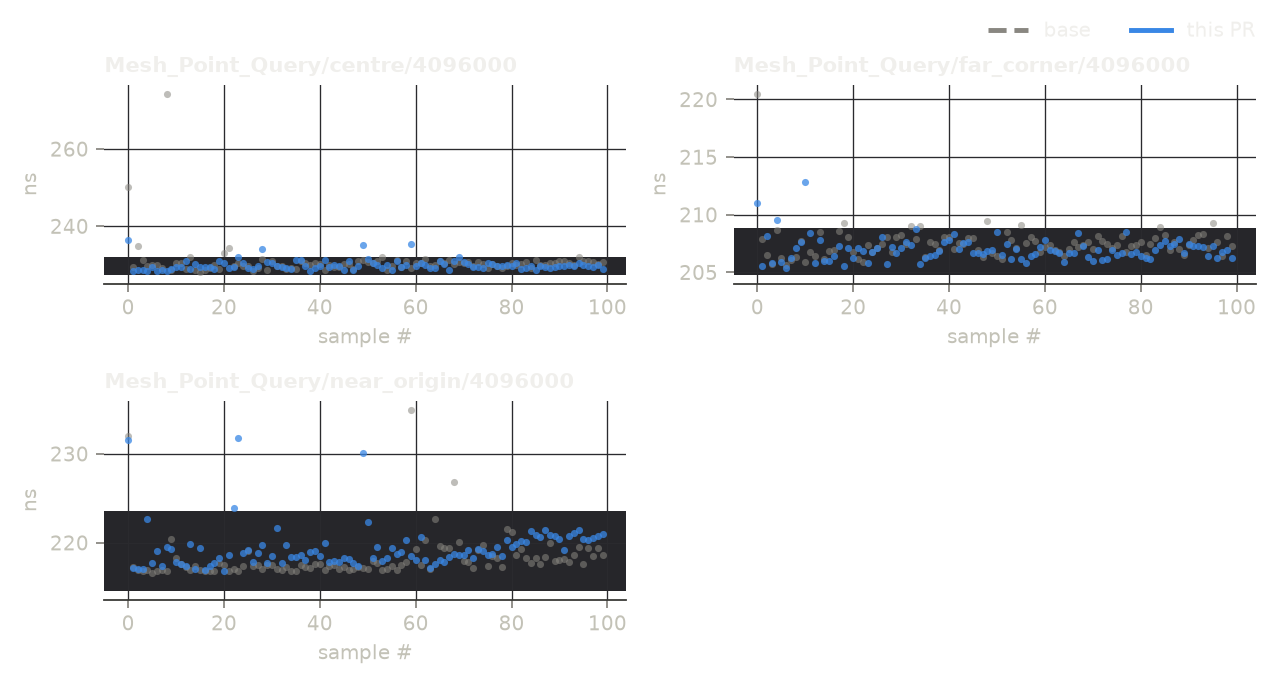 base this PR
Mesh_Point_Query/centre/4096000
260
240
ns
0 20 40 60 80 100
sample #
Mesh_Point_Query/far_corner/4096000
220
215
210
205
ns
0 20 40 60 80 100
sample #
Mesh_Point_Query/near_origin/4096000
230
220
ns
0 20 40 60 80 100
sample #